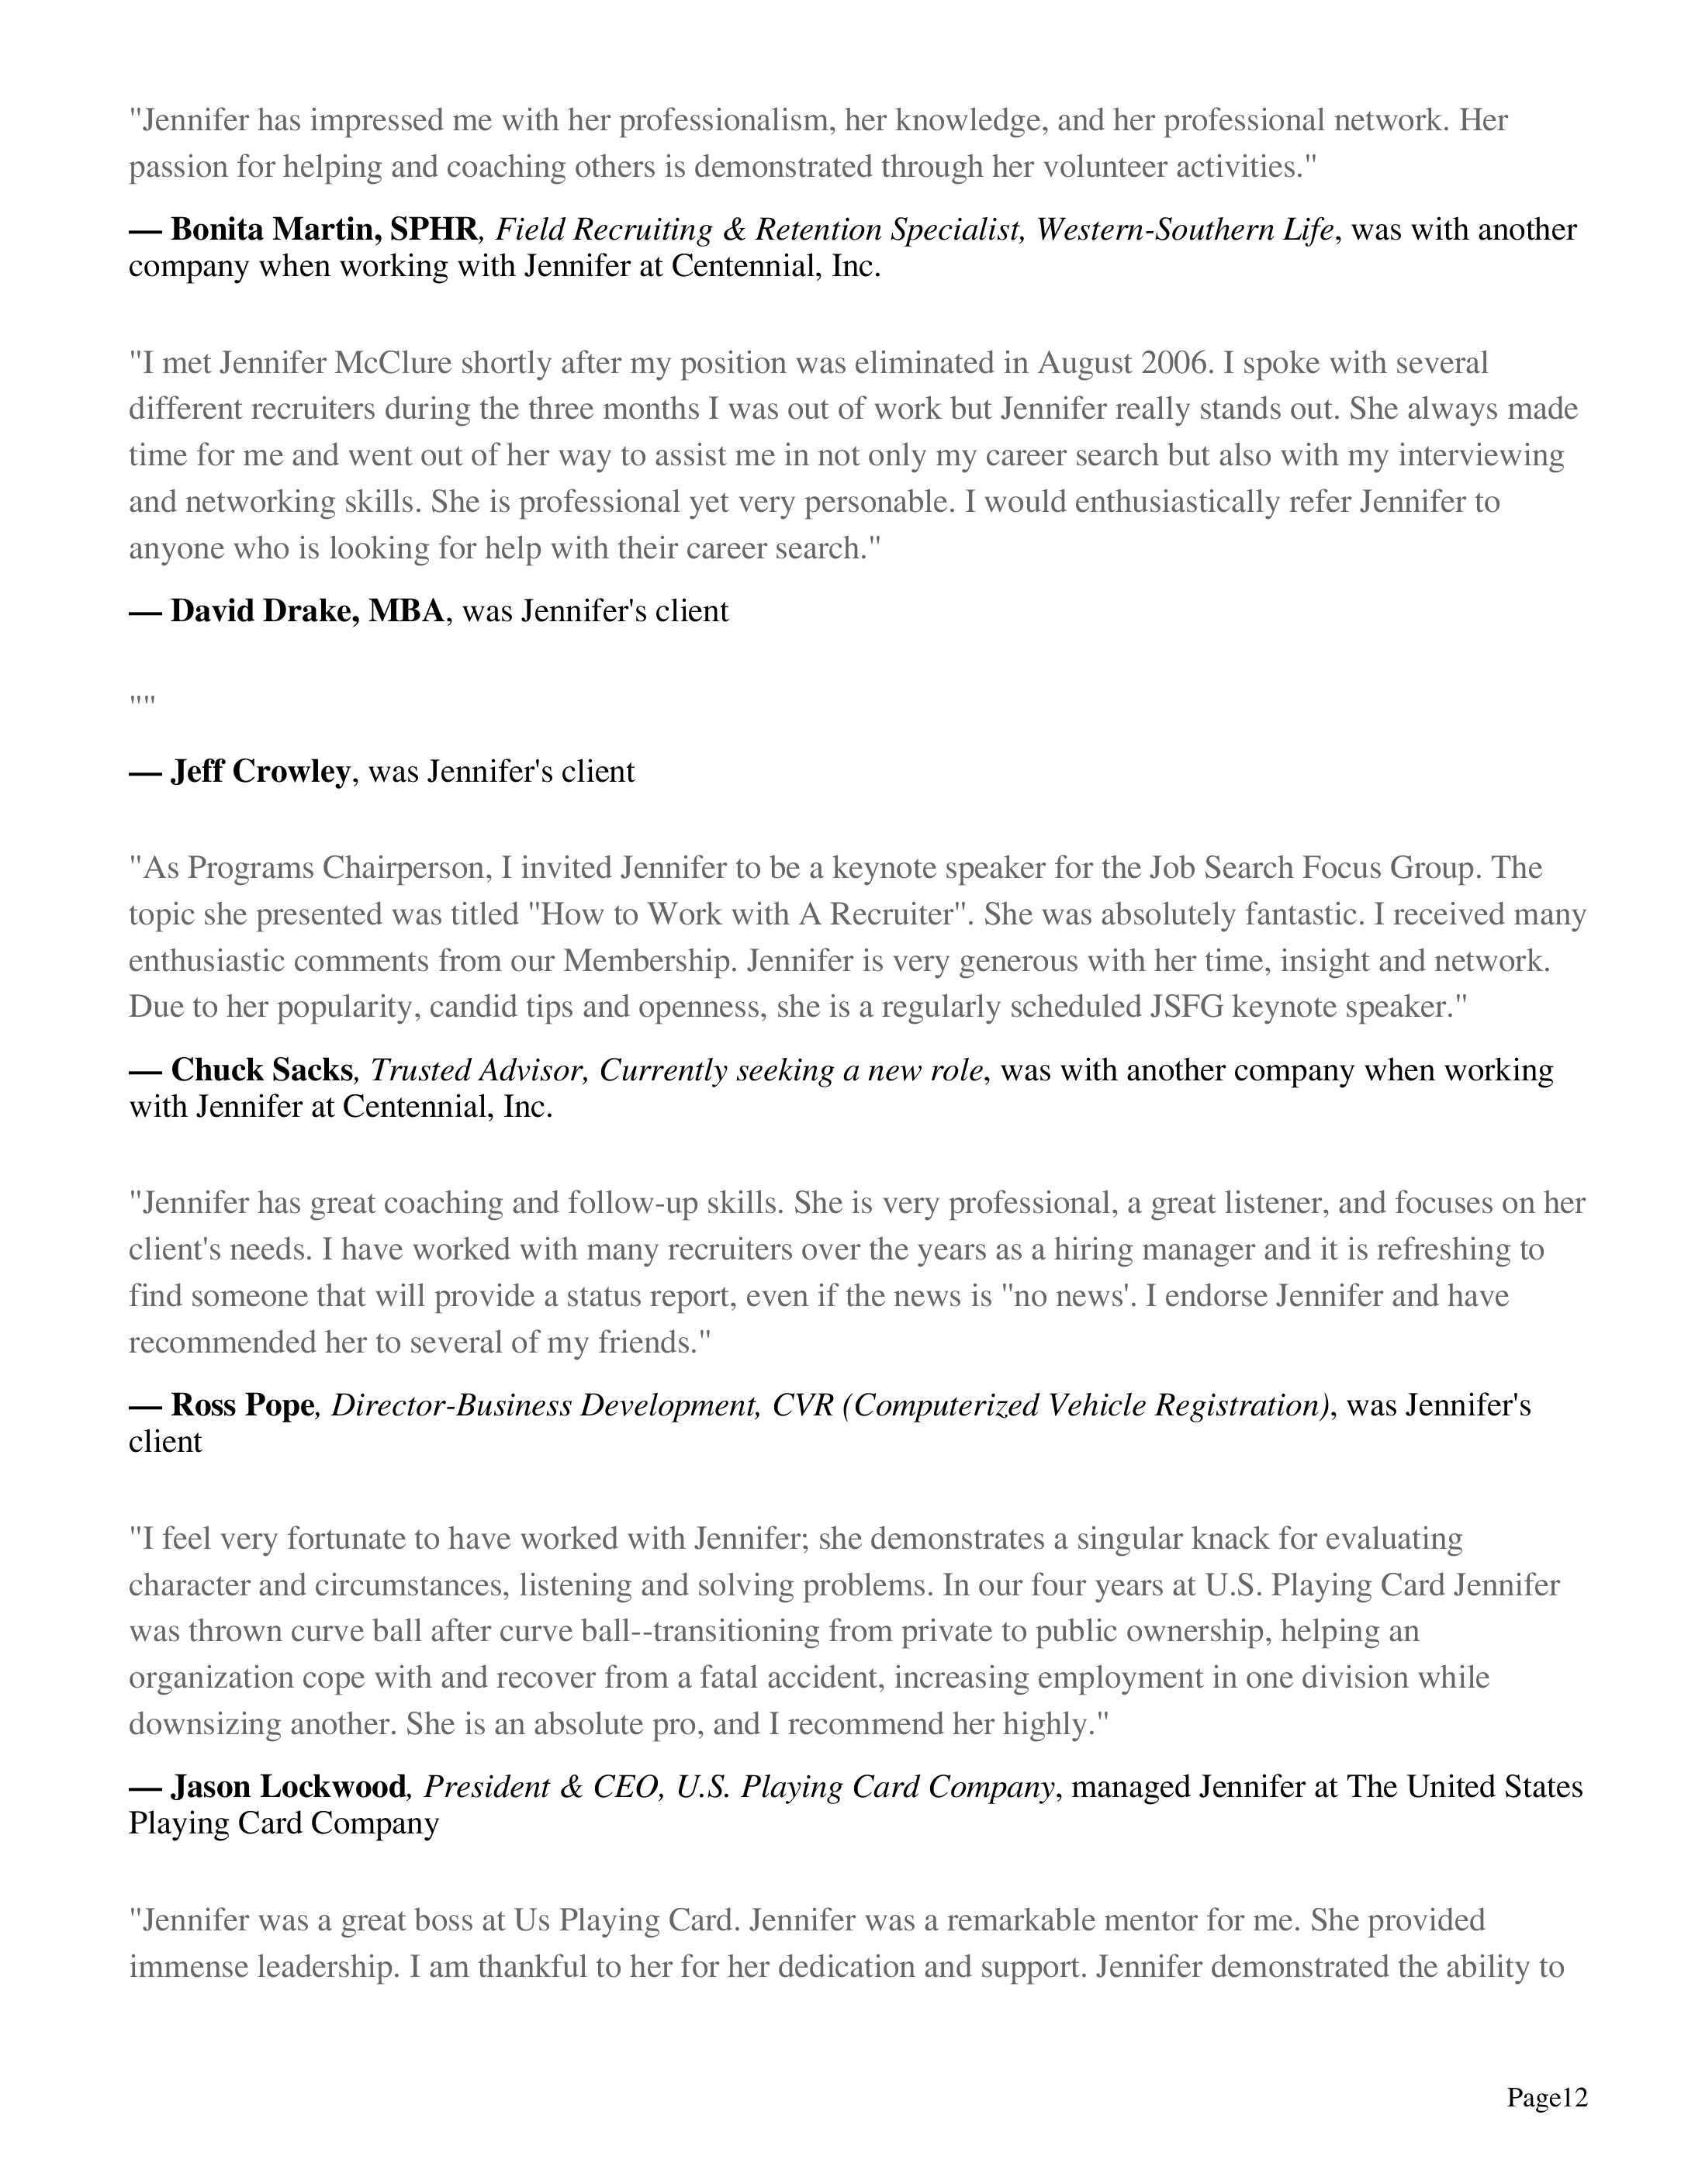 "Jennifer has impressed me with her professionalism, her knowledge, and her professional network. Her
passion for helping and coaching others is demonstrated through her volunteer activities."
— Bonita Martin, SPHR, Field Recruiting & Retention Specialist, Western-Southern Life, was with another
company when working with Jennifer at Centennial, Inc.
"I met Jennifer McClure shortly after my position was eliminated in August 2006. I spoke with several
different recruiters during the three months I was out of work but Jennifer really stands out. She always made
time for me and went out of her way to assist me in not only my career search but also with my interviewing
and networking skills. She is professional yet very personable. I would enthusiastically refer Jennifer to
anyone who is looking for help with their career search."
— David Drake, MBA, was Jennifer's client
""
— Jeff Crowley, was Jennifer's client
"As Programs Chairperson, I invited Jennifer to be a keynote speaker for the Job Search Focus Group. The
topic she presented was titled "How to Work with A Recruiter". She was absolutely fantastic. I received many
enthusiastic comments from our Membership. Jennifer is very generous with her time, insight and network.
Due to her popularity, candid tips and openness, she is a regularly scheduled JSFG keynote speaker."
— Chuck Sacks, Trusted Advisor, Currently seeking a new role, was with another company when working
with Jennifer at Centennial, Inc.
"Jennifer has great coaching and follow-up skills. She is very professional, a great listener, and focuses on her
client's needs. I have worked with many recruiters over the years as a hiring manager and it is refreshing to
find someone that will provide a status report, even if the news is "no news'. I endorse Jennifer and have
recommended her to several of my friends."
— Ross Pope, Director-Business Development, CVR (Computerized Vehicle Registration), was Jennifer's
client
"I feel very fortunate to have worked with Jennifer; she demonstrates a singular knack for evaluating
character and circumstances, listening and solving problems. In our four years at U.S. Playing Card Jennifer
was thrown curve ball after curve ball--transitioning from private to public ownership, helping an
organization cope with and recover from a fatal accident, increasing employment in one division while
downsizing another. She is an absolute pro, and I recommend her highly."
— Jason Lockwood, President & CEO, U.S. Playing Card Company, managed Jennifer at The United States
Playing Card Company
"Jennifer was a great boss at Us Playing Card. Jennifer was a remarkable mentor for me. She provided
immense leadership. I am thankful to her for her dedication and support. Jennifer demonstrated the ability to
Page12